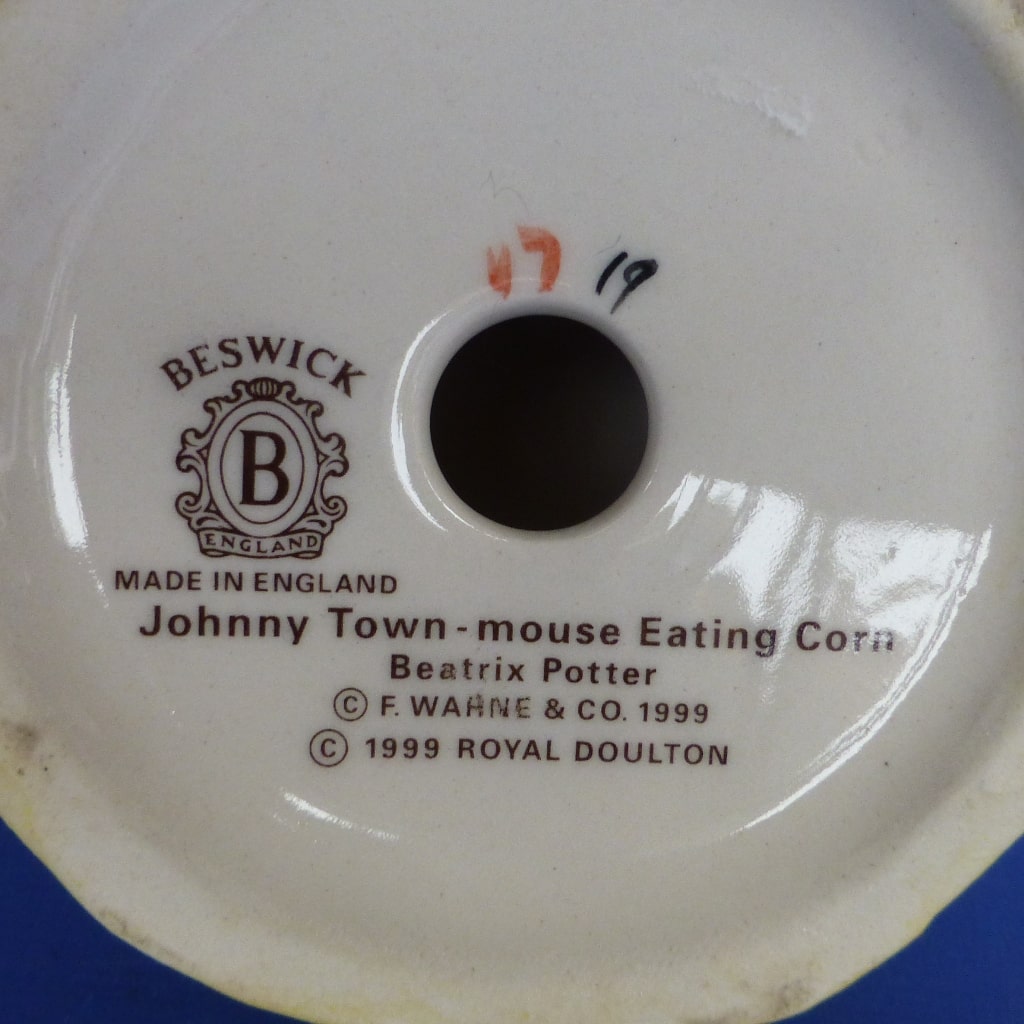 17 19
BESWICK
B
ENGLAND
MADE IN ENGLAND
Johnny Town-mouse Eating Corn
Beatrix Potter
© F. WARNE & CO. 1999
© 1999 ROYAL DOULTON